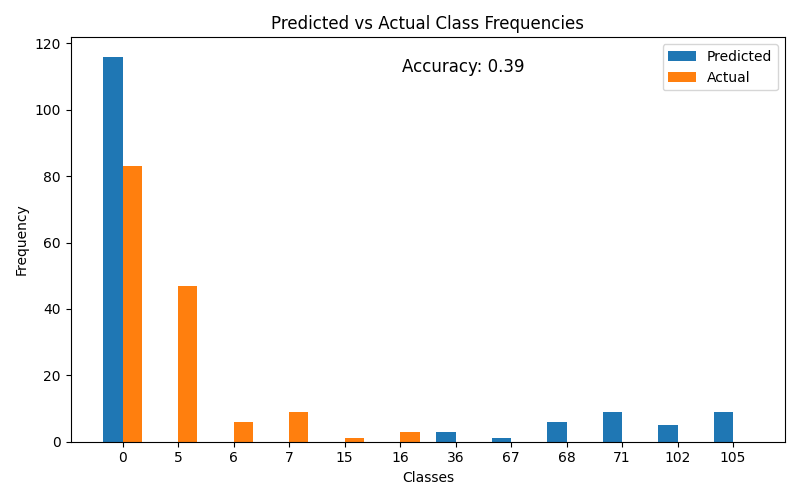 Predicted vs Actual Class Frequencies
Accuracy: 0.39
Predicted
Actual
Frequency
120
100
80
60
40
20
0
0 5 6 7 15 16 36 67 68 71 102 105
Classes